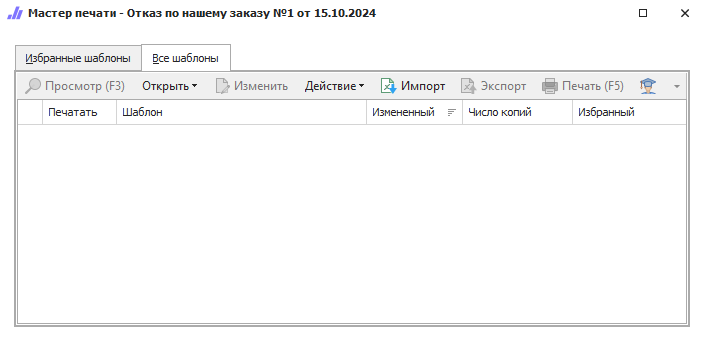 Мастер печати - Отказ по нашему заказу №1 от 15.10.2024
Избранные шаблоны Все шаблоны
Просмотр (F3) Открыть Изменить Действие Импорт Экспорт Печать (F5)
Печатать Шаблон Измененный Число копий Избранный